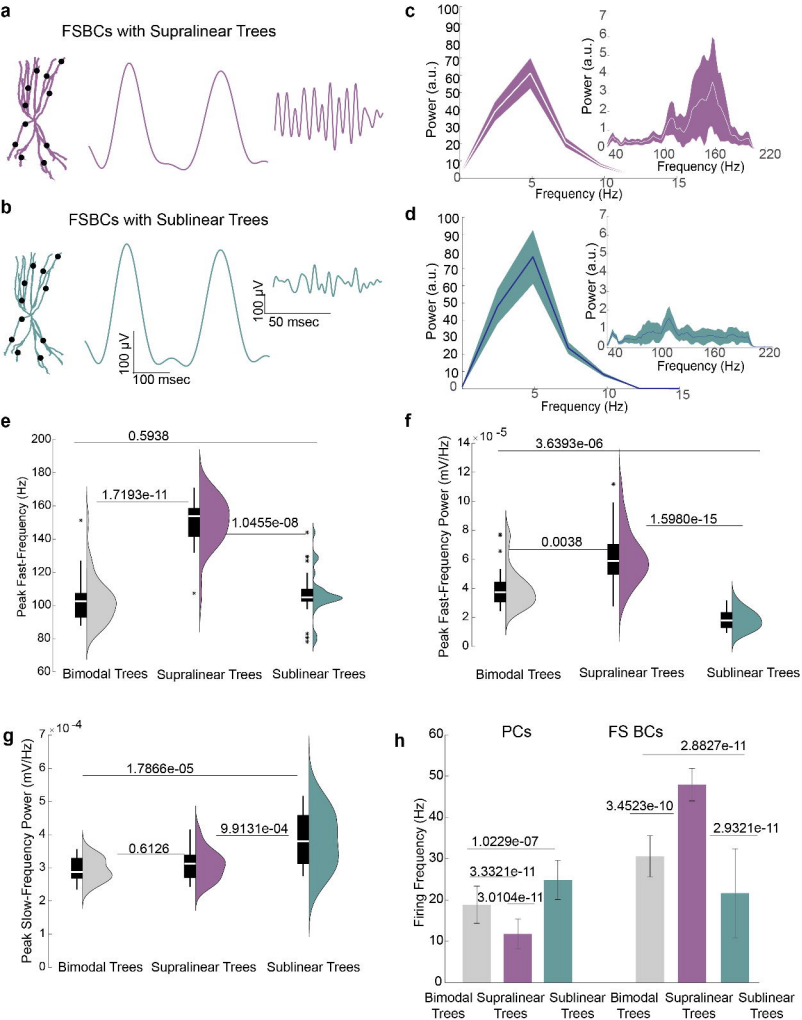 a
FSBCs with Supralinear Trees
b
FSBCs with Sublinear Trees
100 µV
100 msec
100 µV
50 msec
c
Power (a.u.)
100
90
80
70
60
50
40
30
20
10
0
5
10
15
Frequency (Hz)
Power (a.u.)
7
6
5
4
3
2
1
0
40
100
160
220
Frequency (Hz)
d
Power (a.u.)
100
90
80
70
60
50
40
30
20
10
0
5
10
15
Frequency (Hz)
Power (a.u.)
7
6
5
4
3
2
1
0
40
100
160
220
Frequency (Hz)
e
Peak Fast-Frequency (Hz)
200
180
160
140
120
100
80
60
0.5938
1.7193e-11
1.0455e-08
Bimodal Trees
Supralinear Trees
Sublinear Trees
f
Peak Fast-Frequency Power (mV/Hz)
×10 -5
14
12
10
8
6
4
2
0
3.6393e-06
0.0038
1.5980e-15
Bimodal Trees
Supralinear Trees
Sublinear Trees
g
Peak Slow-Frequency Power (mV/Hz)
×10 -4
7
6
5
4
3
2
1
0
1.7866e-05
0.6126
9.9131e-04
Bimodal Trees
Supralinear Trees
Sublinear Trees
h
PCs
FS BCs
Firing Frequency (Hz)
60
50
40
30
20
10
0
1.0229e-07
3.3321e-11
3.0104e-11
2.8827e-11
3.4523e-10
2.9321e-11
Bimodal Trees
Supralinear Trees
Sublinear Trees
Bimodal Trees
Supralinear Trees
Sublinear Trees